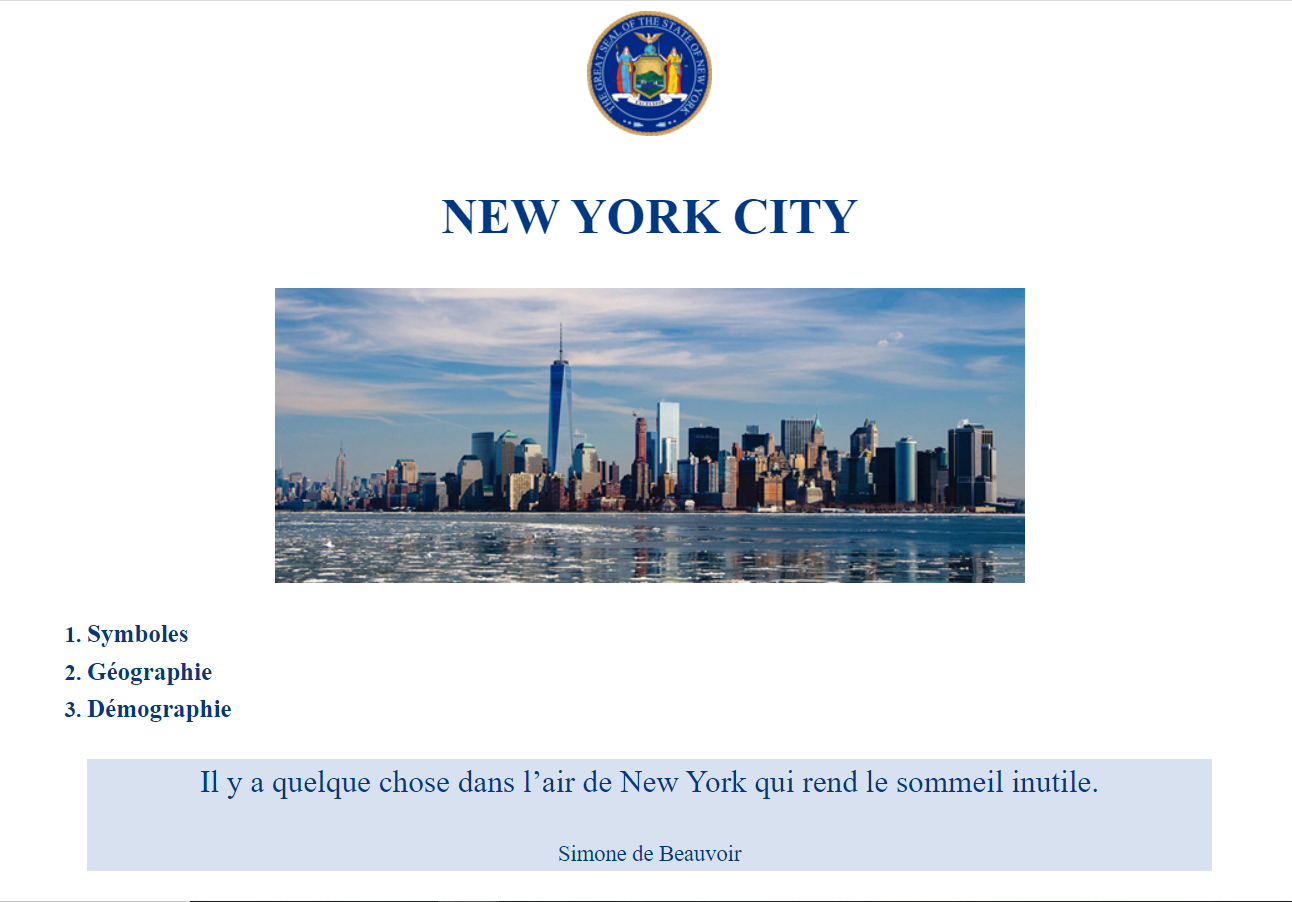 THE GREAT SEAL OF THE STATE OF NEW YORK
EXCELSIOR
NEW YORK CITY
1. Symboles
2. Géographie
3. Démographie
Il y a quelque chose dans l’air de New York qui rend le sommeil inutile.
Simone de Beauvoir